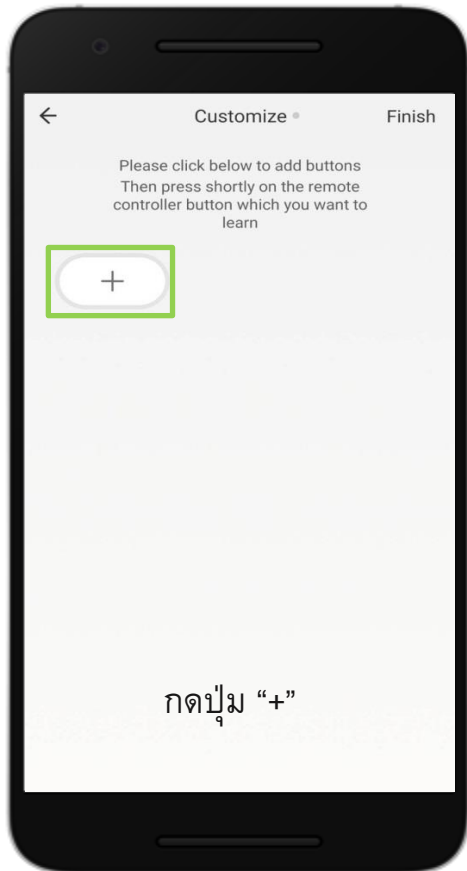 ← Customize Finish
Please click below to add buttons
Then press shortly on the remote
controller button which you want to
learn
+
กดปุ่ม “+”